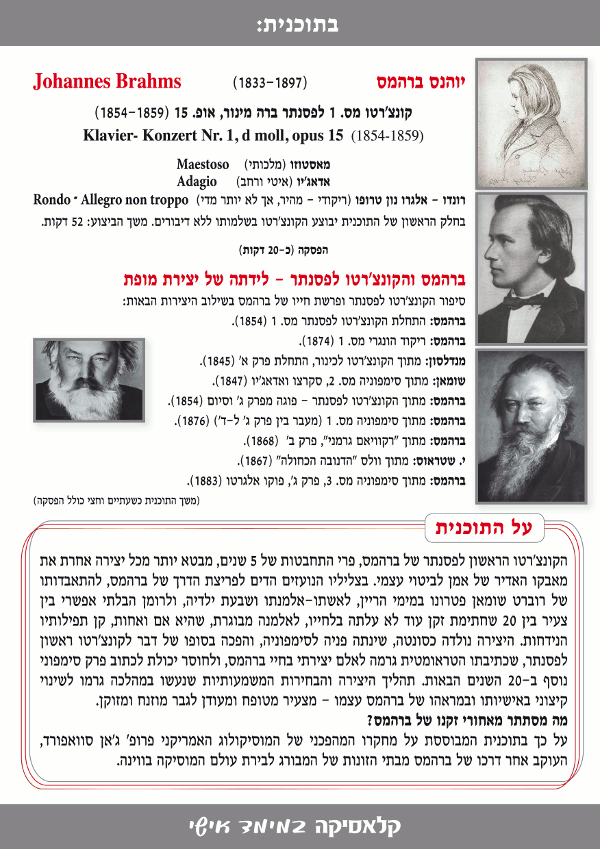 בתוכנית:
יוהנס ברהמס (1833-1897) Johannes Brahms
קונצ'רטו מס. 1 לפסנתר ברה מינור, אופ. 15 (1854-1859)
Klavier- Konzert Nr. 1, d moll, opus 15 (1854-1859)
מאסטוזו (מלכותי) Maestoso
אדאג'יו (איטי ורחב) Adagio
רונדו - אלגרו נון טרופו (ריקודי - מהיר, אך לא יותר מדי) Rondo - Allegro non troppo
בחלק הראשון של התוכנית יבוצע הקונצ'רטו בשלמותו ללא דיבורים. משך הביצוע: 52 דקות.
הפסקה (כ-20 דקות)
ברהמס והקונצ'רטו לפסנתר - לידתה של יצירת מופת
סיפור הקונצ'רטו לפסנתר ופרשת חייו של ברהמס בשילוב היצירות הבאות:
ברהמס: התחלת הקונצ'רטו לפסנתר מס. 1 (1854).
ברהמס: ריקוד הונגרי מס. 1 (1874).
מנדלסון: מתוך הקונצ'רטו לכינור, התחלת פרק א' (1845).
שומאן: מתוך סימפוניה מס. 2, סקרצו ואדאג'יו (1847).
ברהמס: מתוך הקונצ'רטו לפסנתר - פוגה מפרק ג' וסיום (1854).
ברהמס: מתוך סימפוניה מס. 1 (מעבר בין פרק ג' ל-ד') (1876).
ברהמס: מתוך "רקוויאם גרמני", פרק ב' (1868).
י. שטראוס: מתוך וולס "הדנובה הכחולה" (1867).
ברהמס: מתוך סימפוניה מס. 3, פרק ג', פוקו אלגרטו (1883).
(משך התוכנית כשעתיים וחצי כולל הפסקה)
על התוכנית
הקונצ'רטו הראשון לפסנתר של ברהמס, פרי התחבטות של 5 שנים, מבטא יותר מכל יצירה אחרת את
מאבקו האדיר של אמן לביטוי עצמי. בצליליו הנועזים הדים לפריצת הדרך של ברהמס, להתאבדותו
של רוברט שומאן פטרונו במימי הריין, לאשתו-אלמנתו ושבעת ילדיה, ולרומן הבלתי אפשרי בין
צעיר בין 20 שחתימת זקן עוד לא עלתה בלחייו, לאלמנה מבוגרת, שהיא אם ואחות, קן תפילותיו
הנידחות. היצירה נולדה כסונטה, שינתה פניה לסימפוניה, והפכה בסופו של דבר לקונצ'רטו ראשון
לפסנתר, שכתיבתו הטראומטית גרמה לאלם יצירתי בחיי ברהמס, ולחוסר יכולת לכתוב פרק סימפוני
נוסף ב-20 השנים הבאות. תהליך היצירה והבחירות המשמעותיות שנעשו במהלכה גרמו לשינוי
קיצוני באישיותו ובמראהו של ברהמס עצמו - מצעיר מטופח ומעודן לגבר מוזנח ומזוקן.
מה מסתתר מאחורי זקנו של ברהמס?
על כך בתוכנית המבוססת על מחקרו המהפכני של המוסיקולוג האמריקני פרופ' ג'אן סוואפורד,
העוקב אחר דרכו של ברהמס מבתי הזונות של המבורג לבירת עולם המוסיקה בווינה.
קלאסיקה במימד אישי